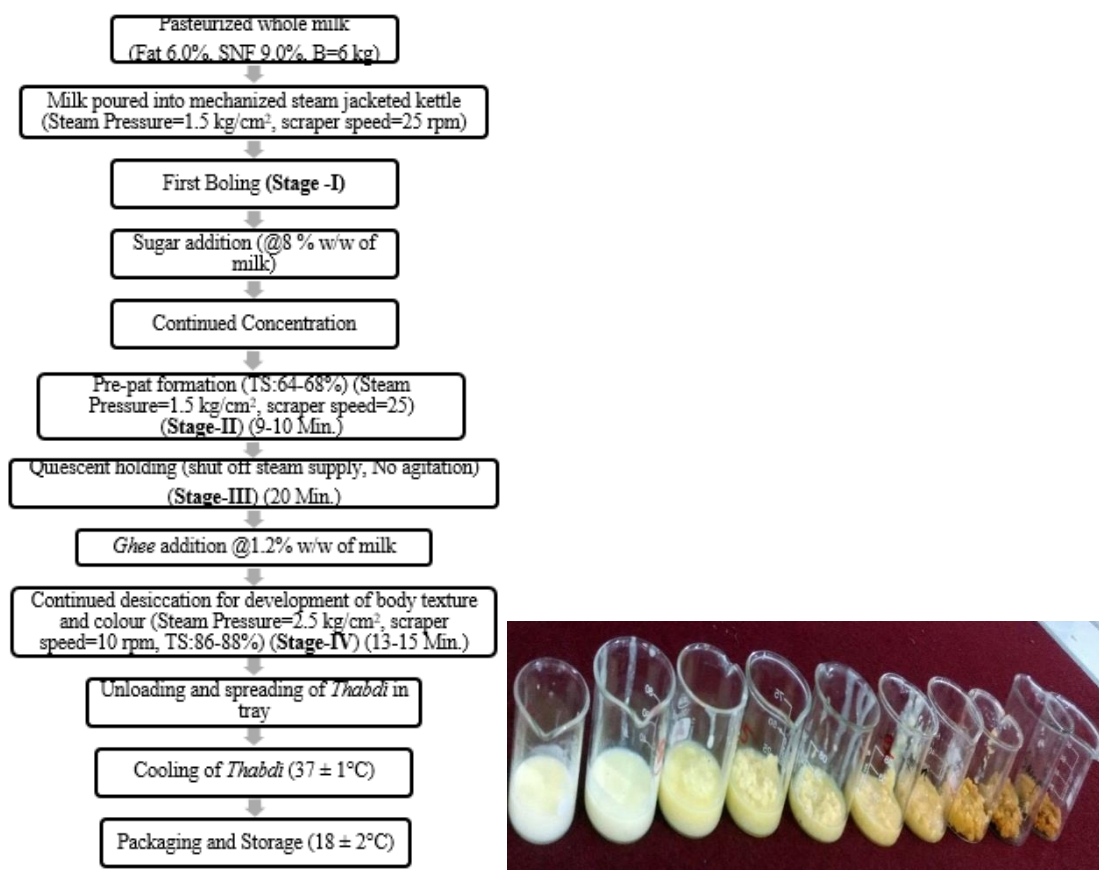 Pasteurized whole milk
(Fat 6.0%, SNF 9.0%, B=6 kg)
Milk poured into mechanized steam jacketed kettle
(Steam Pressure=1.5 kg/cm², scraper speed=25 rpm)
First Boling (Stage -I)
Sugar addition (@8 % w/w of
milk)
Continued Concentration
Pre-pat formation (TS:64-68%) (Steam
Pressure=1.5 kg/cm², scraper speed=25)
(Stage-II) (9-10 Min.)
Quiescent holding (shut off steam supply, No agitation)
(Stage-III) (20 Min.)
Ghee addition @1.2% w/w of milk
Continued desiccation for development of body texture
and colour (Steam Pressure=2.5 kg/cm², scraper
speed=10 rpm, TS:86-88%) (Stage-IV) (13-15 Min.)
Unloading and spreading of Thabdi in
tray
Cooling of Thabdi (37 ± 1°C)
Packaging and Storage (18 ± 2°C)